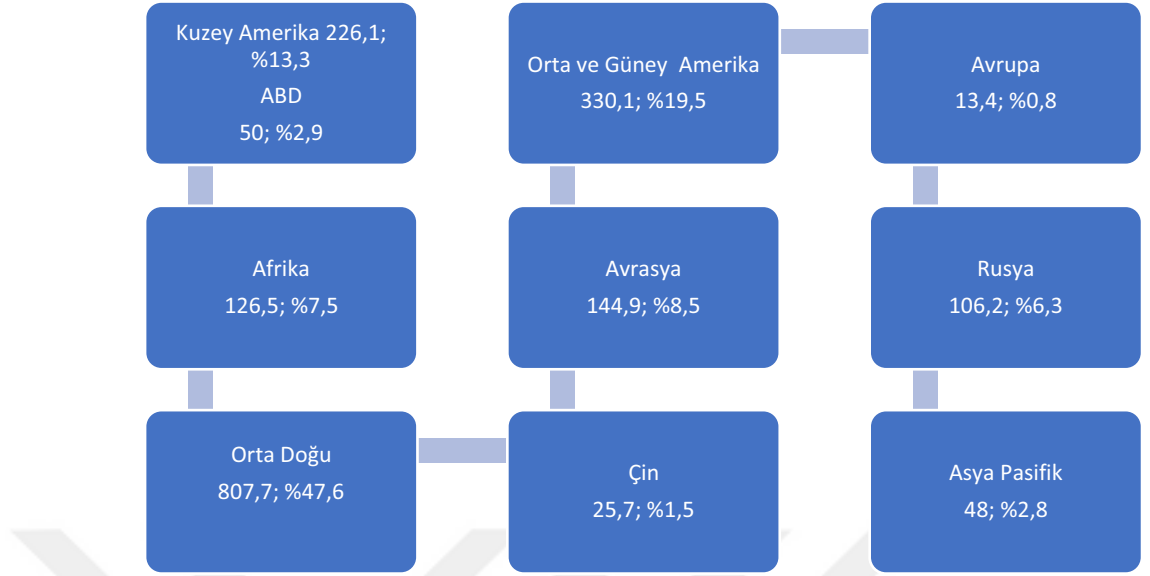 Kuzey Amerika 226,1;
%13,3
ABD
50; %2,9
Orta ve Güney  Amerika
330,1; %19,5
Avrupa
13,4; %0,8
Afrika
126,5; %7,5
Avrasya
144,9; %8,5
Rusya
106,2; %6,3
Orta Doğu
807,7; %47,6
Çin
25,7; %1,5
Asya Pasifik
48; %2,8